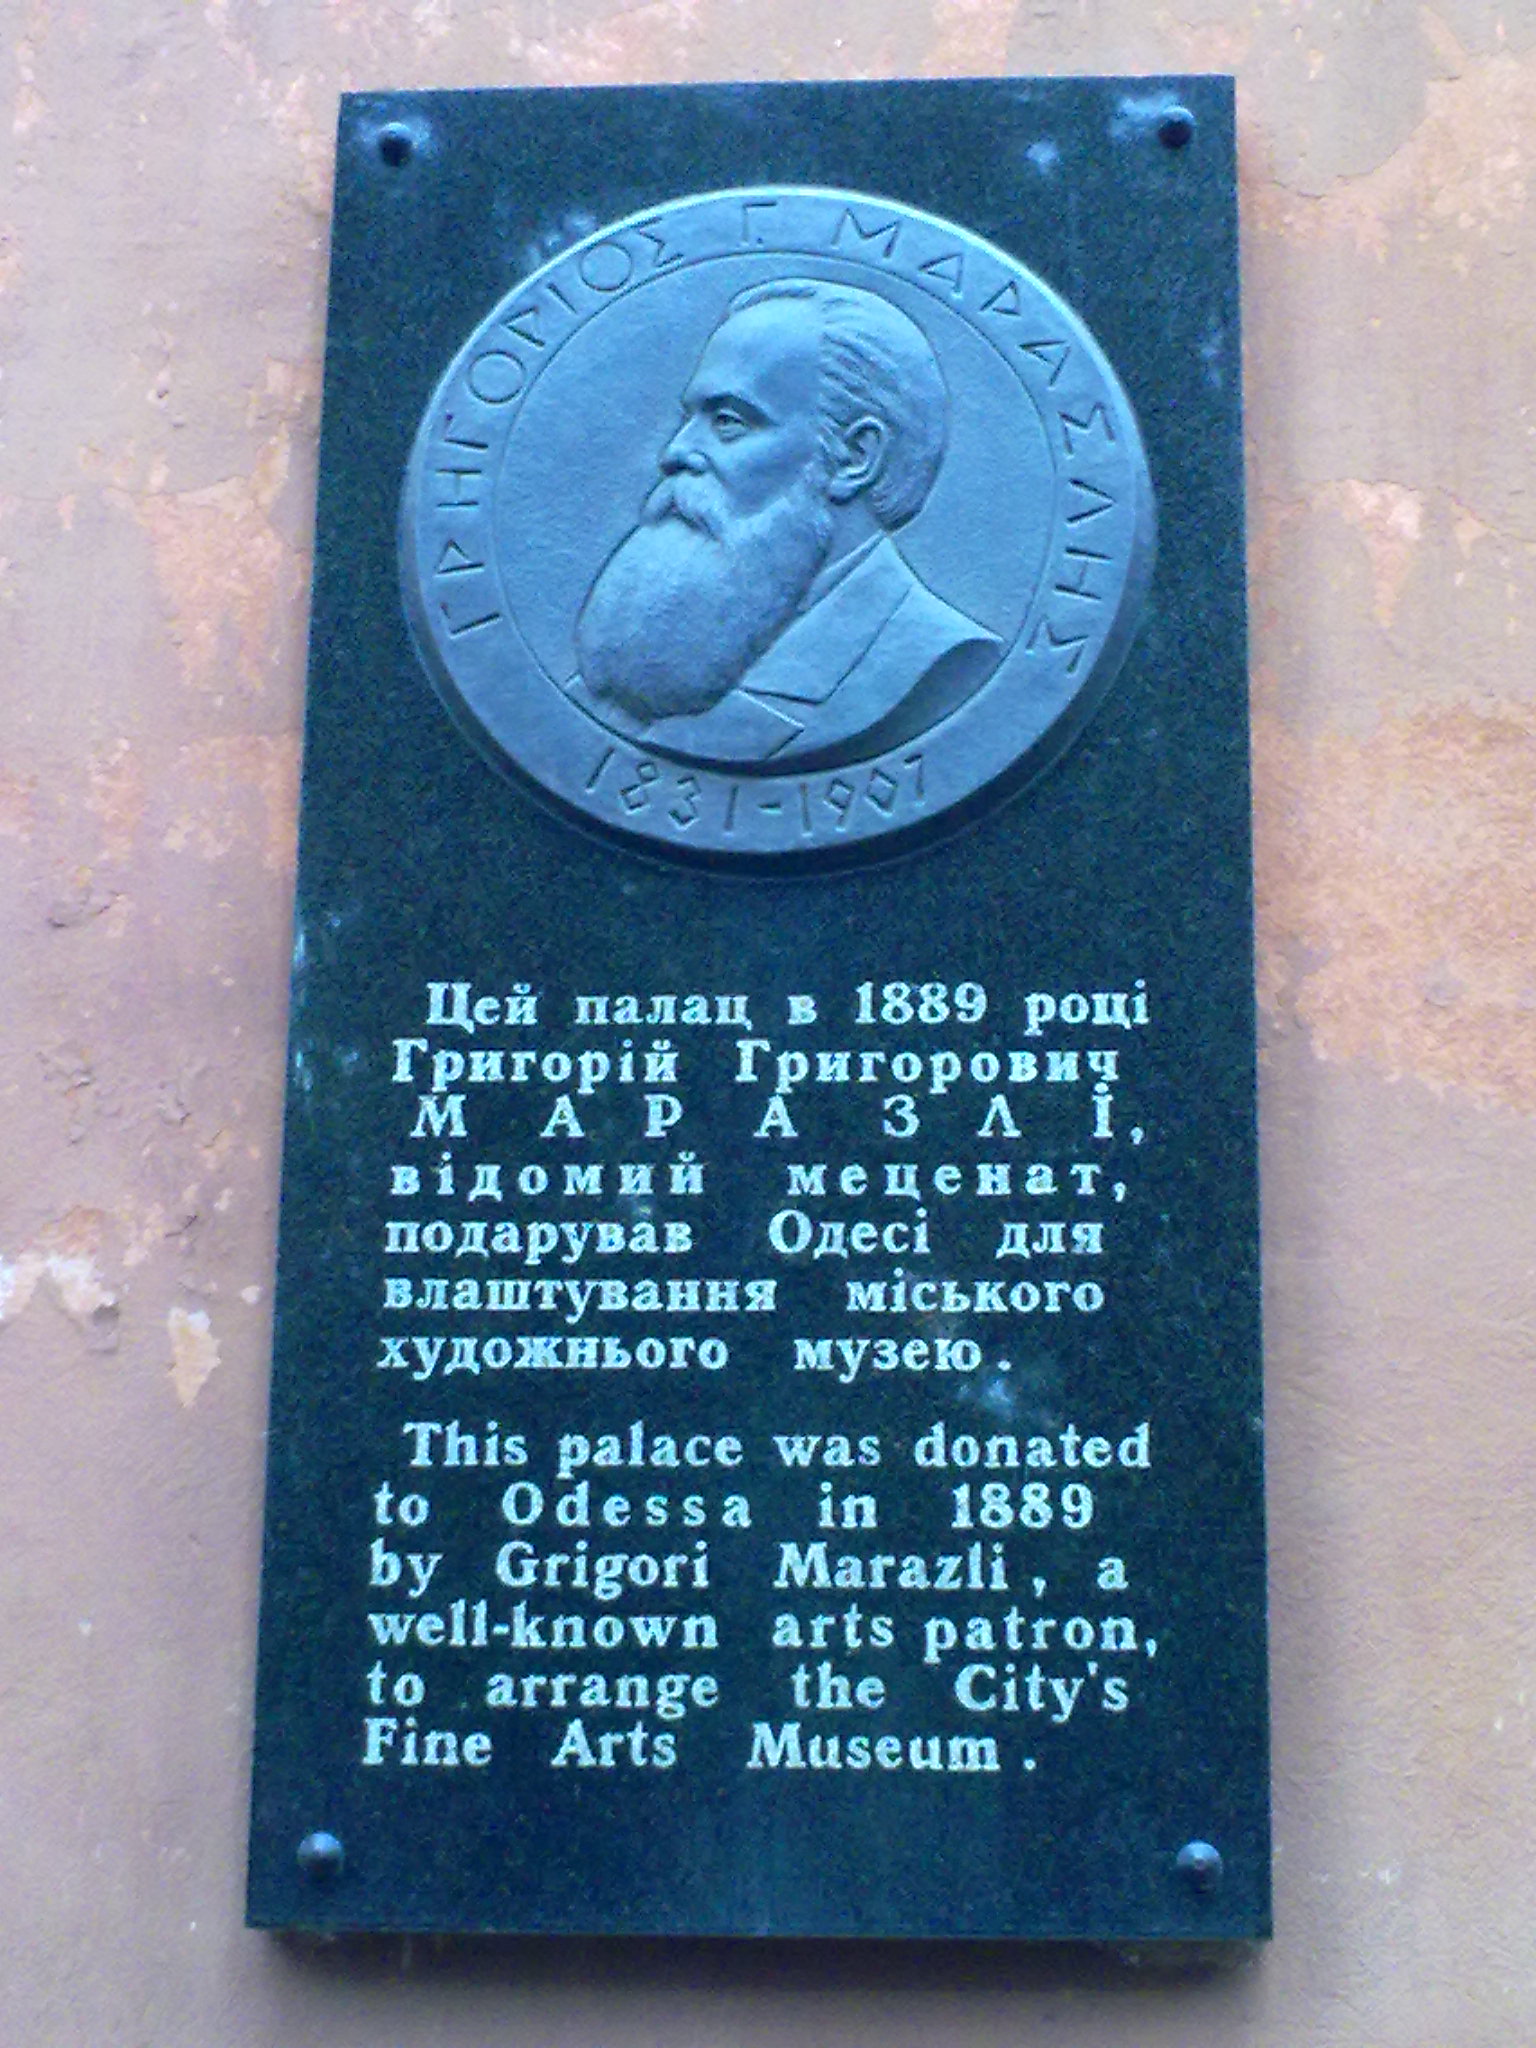 ΓΡΗΓΟΡΙΟΣ Γ. ΜΑΡΑΣΛΗΣ
1831-1907
Цей палац в 1889 році
Григорій Григорович
МАРАЗЛІ,
відомий меценат,
подарував Одесі для
влаштування міського
художнього музею.
This palace was donated
to Odessa in 1889
by Grigori Marazli, a
well-known arts patron,
to arrange the City's
Fine Arts Museum.